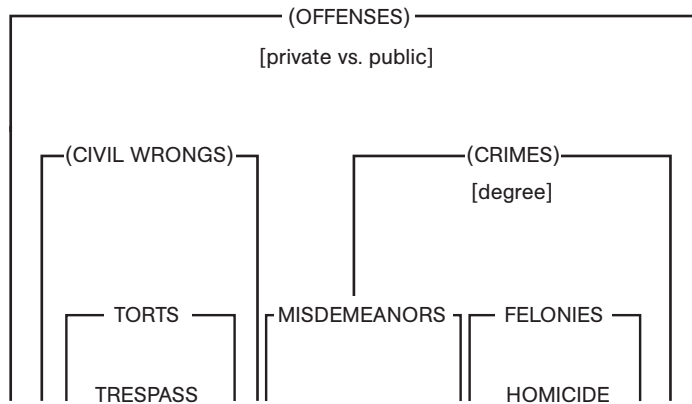 (OFFENSES)
[private vs. public]
(CIVIL WRONGS)
(CRIMES)
[degree]
TORTS
MISDEMEANORS
FELONIES
TRESPASS
HOMICIDE